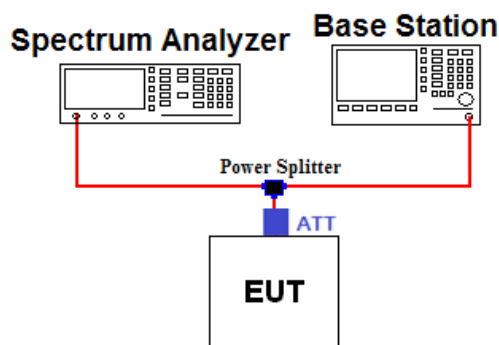 Spectrum Analyzer
Base Station
Power Splitter
ATT
EUT